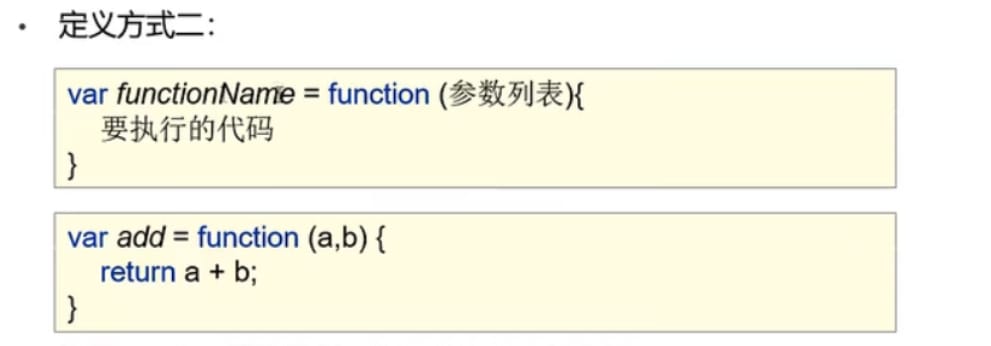 • 定义方式二：
var functionName = function (参数列表){
要执行的代码
}
var add = function (a,b) {
return a + b;
}